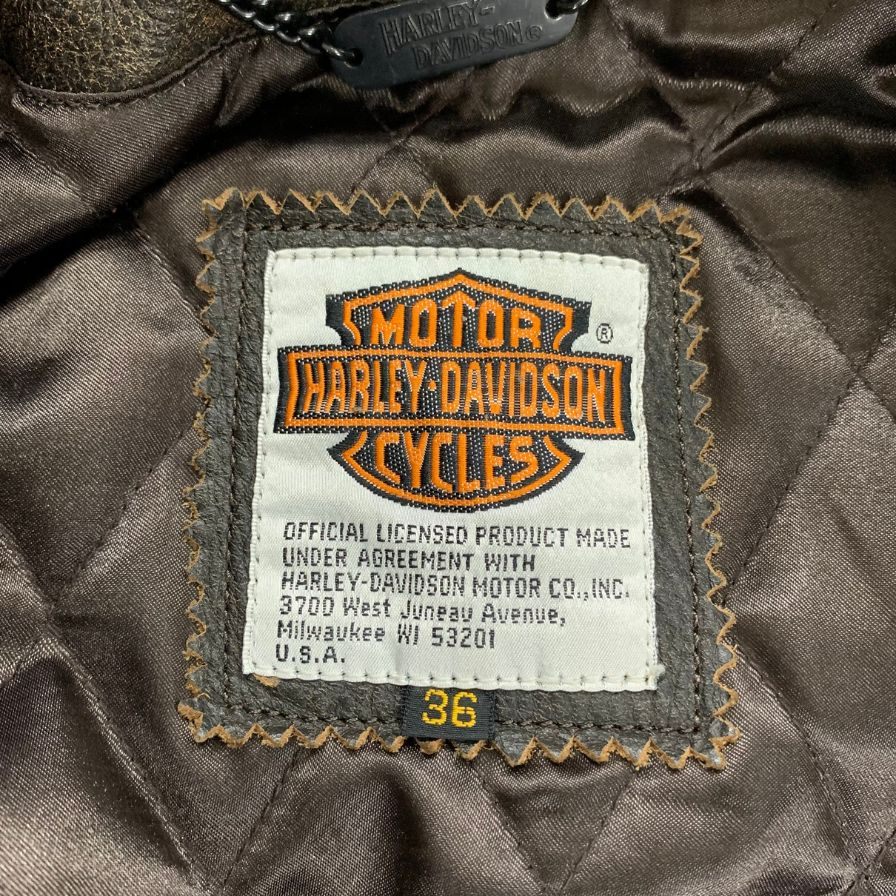 HARLEY-
DAVIDSON®
MOTOR
®
HARLEY-DAVIDSON
CYCLES
OFFICIAL LICENSED PRODUCT MADE
UNDER AGREEMENT WITH
HARLEY-DAVIDSON MOTOR CO.,INC.
3700 West Juneau Avenue,
Milwaukee WI 53201
U.S.A.
36